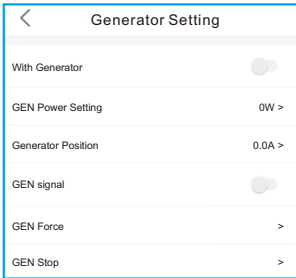 Generator Setting
With Generator
GEN Power Setting 0W >
Generator Position 0.0A >
GEN signal
GEN Force >
GEN Stop >